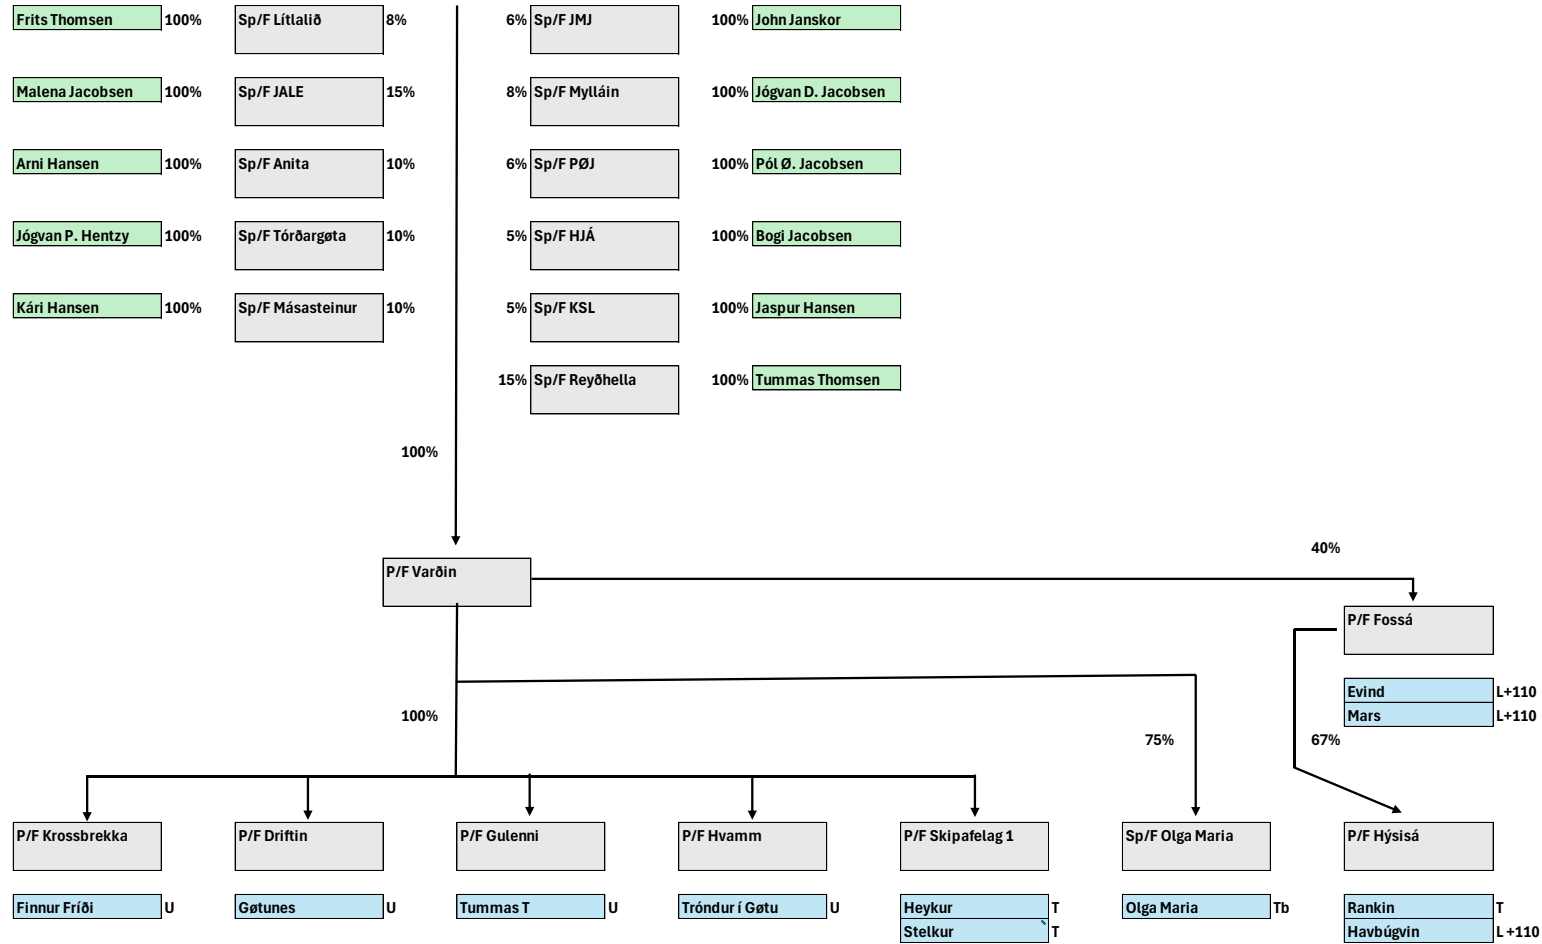 Frits Thomsen 100% Sp/F Lítlalið 8% 6% Sp/F JMJ 100% John Janskor
Malena Jacobsen 100% Sp/F JALE 15% 8% Sp/F Mylláin 100% Jógvan D. Jacobsen
Arni Hansen 100% Sp/F Anita 10% 6% Sp/F PØJ 100% Pól Ø. Jacobsen
Jógvan P. Hentzy 100% Sp/F Tórðargøta 10% 5% Sp/F HJÁ 100% Bogi Jacobsen
Kári Hansen 100% Sp/F Másasteinur 10% 5% Sp/F KSL 100% Jaspur Hansen
15% Sp/F Reyðhella 100% Tummas Thomsen
100%
40%
P/F Varðin
P/F Fossá
Evind L+110
100% Mars L+110
75% 67%
P/F Krossbrekka P/F Driftin P/F Gulenni P/F Hvamm P/F Skipafelag 1 Sp/F Olga Maria P/F Hýsisá
Finnur Fríði U Gøtunes U Tummas T U Tróndur í Gøtu U Heykur T Olga Maria Tb Rankin T
Stelkur T Havbúgvin L +110